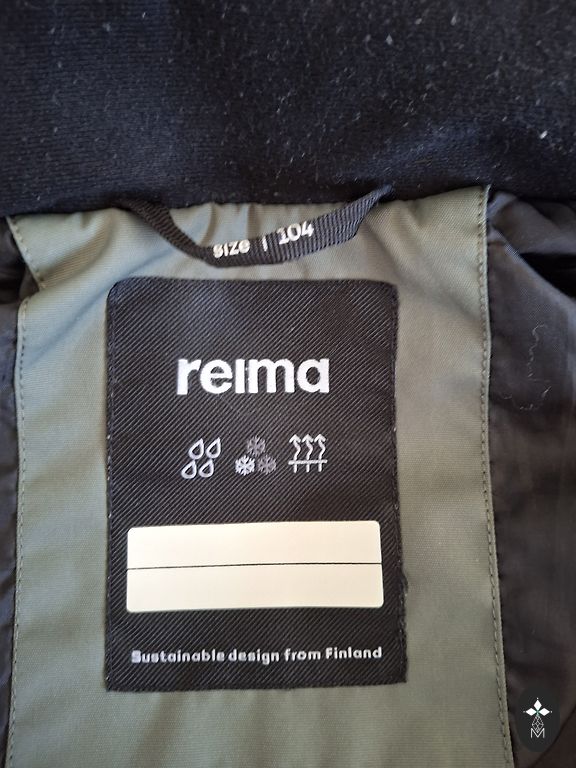 size | 104
reima
Sustainable design from Finland
M